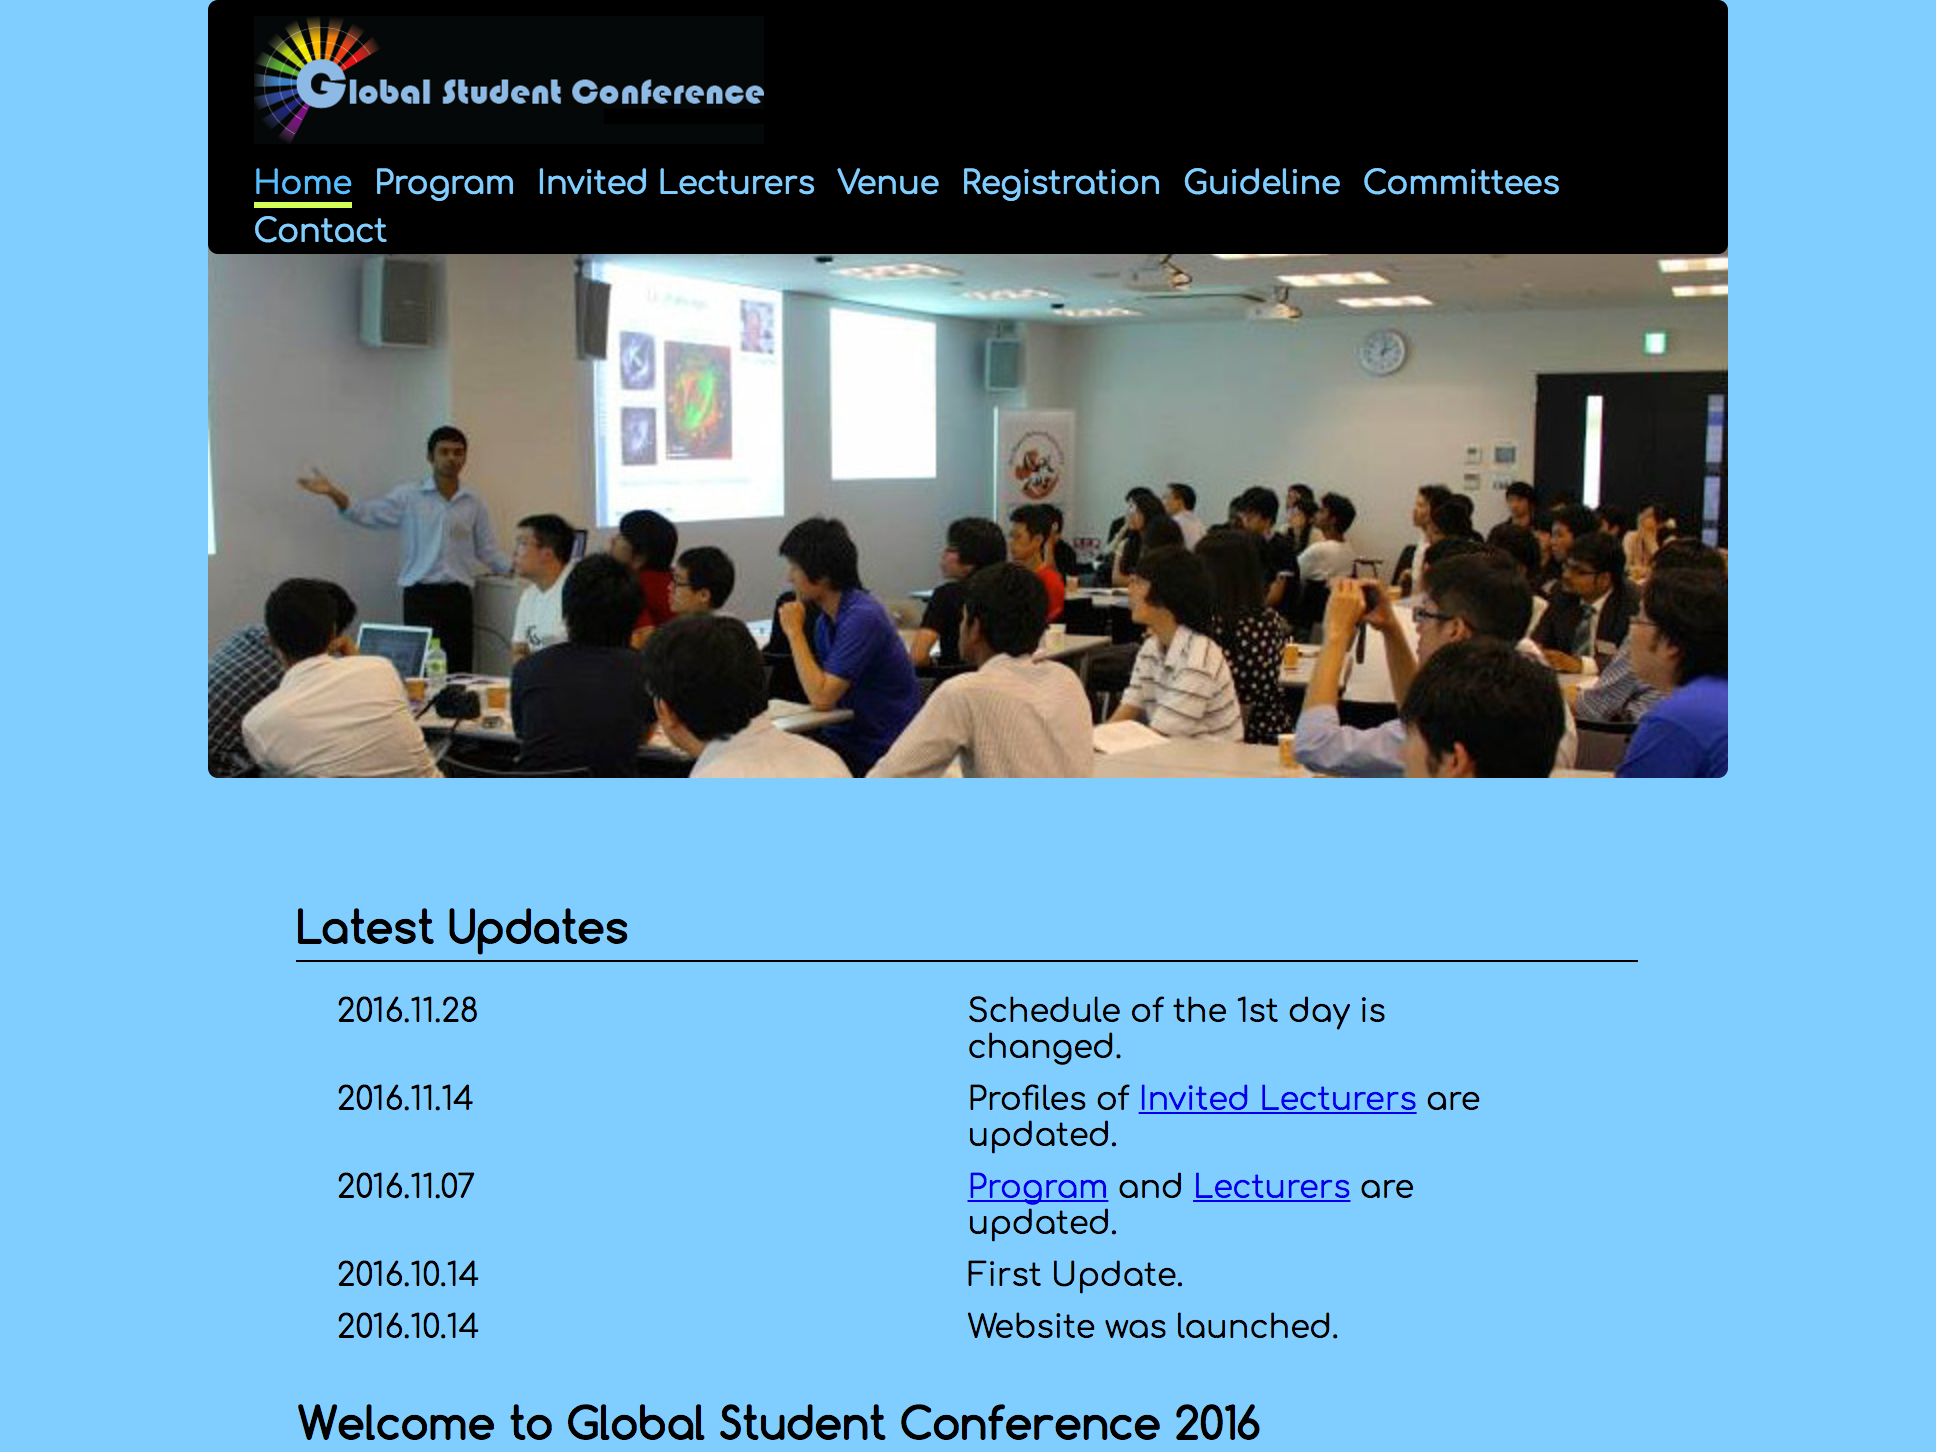 Global Student Conference
Home Program Invited Lecturers Venue Registration Guideline Committees
Contact
Latest Updates
2016.11.28 Schedule of the 1st day is
changed.
2016.11.14 Profiles of Invited Lecturers are
updated.
2016.11.07 Program and Lecturers are
updated.
2016.10.14 First Update.
2016.10.14 Website was launched.
Welcome to Global Student Conference 2016